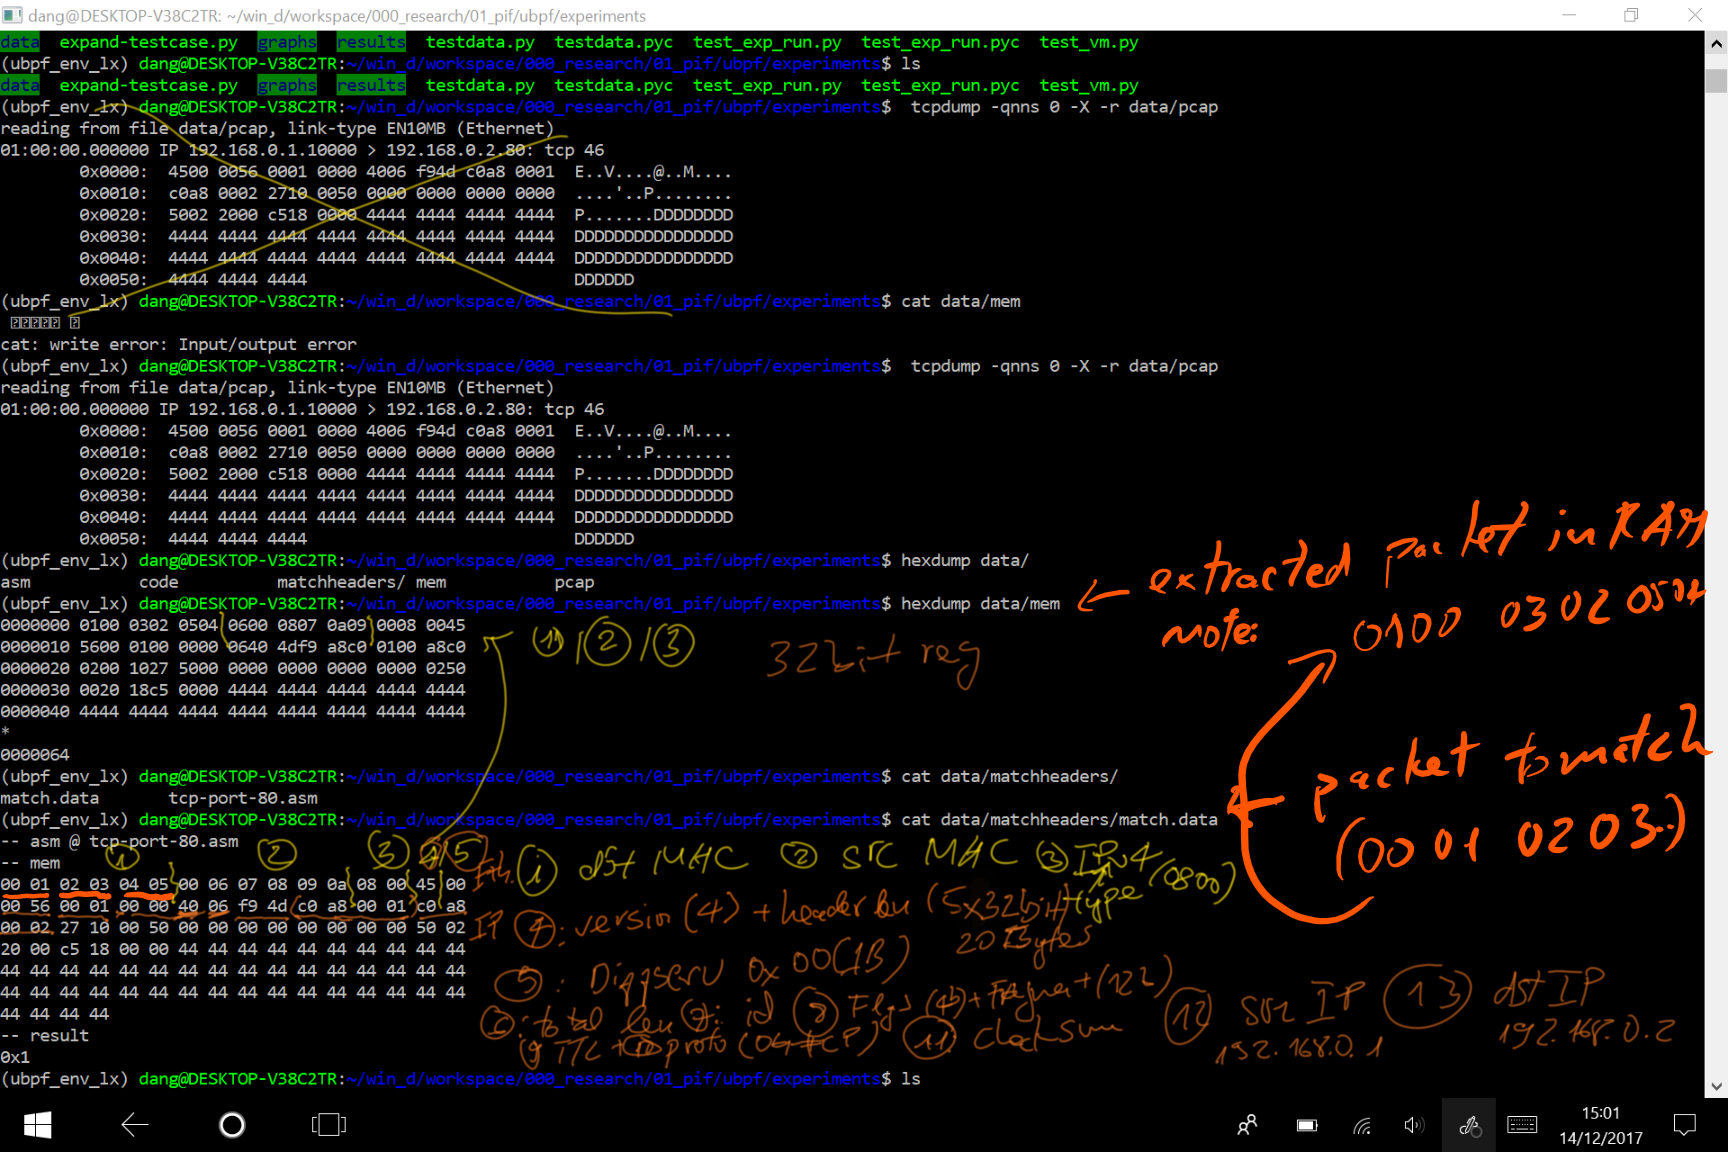 dang@DESKTOP-V38C2TR: ~/win_d/workspace/000_research/01_pif/ubpf/experiments
data  expand-testcase.py  graphs  results  testdata.py  testdata.pyc  test_exp_run.py  test_exp_run.pyc  test_vm.py
(ubpf_env_lx) dang@DESKTOP-V38C2TR:~/win_d/workspace/000_research/01_pif/ubpf/experiments$ ls
data  expand-testcase.py  graphs  results  testdata.py  testdata.pyc  test_exp_run.py  test_exp_run.pyc  test_vm.py
(ubpf_env_lx) dang@DESKTOP-V38C2TR:~/win_d/workspace/000_research/01_pif/ubpf/experiments$  tcpdump -qnns 0 -X -r data/pcap
reading from file data/pcap, link-type EN10MB (Ethernet)
01:00:00.000000 IP 192.168.0.1.10000 > 192.168.0.2.80: tcp 46
0x0000:  4500 0056 0001 0000 4006 f94d c0a8 0001  E..V....@..M....
0x0010:  c0a8 0002 2710 0050 0000 0000 0000 0000  ....'..P........
0x0020:  5002 2000 c518 0000 4444 4444 4444 4444  P.......DDDDDDDD
0x0030:  4444 4444 4444 4444 4444 4444 4444 4444  DDDDDDDDDDDDDDDD
0x0040:  4444 4444 4444 4444 4444 4444 4444 4444  DDDDDDDDDDDDDDDD
0x0050:  4444 4444 4444  DDDDDD
(ubpf_env_lx) dang@DESKTOP-V38C2TR:~/win_d/workspace/000_research/01_pif/ubpf/experiments$ cat data/mem
cat: write error: Input/output error
(ubpf_env_lx) dang@DESKTOP-V38C2TR:~/win_d/workspace/000_research/01_pif/ubpf/experiments$  tcpdump -qnns 0 -X -r data/pcap
reading from file data/pcap, link-type EN10MB (Ethernet)
01:00:00.000000 IP 192.168.0.1.10000 > 192.168.0.2.80: tcp 46
0x0000:  4500 0056 0001 0000 4006 f94d c0a8 0001  E..V....@..M....
0x0010:  c0a8 0002 2710 0050 0000 0000 0000 0000  ....'..P........
0x0020:  5002 2000 c518 0000 4444 4444 4444 4444  P.......DDDDDDDD
0x0030:  4444 4444 4444 4444 4444 4444 4444 4444  DDDDDDDDDDDDDDDD
0x0040:  4444 4444 4444 4444 4444 4444 4444 4444  DDDDDDDDDDDDDDDD
0x0050:  4444 4444 4444  DDDDDD
(ubpf_env_lx) dang@DESKTOP-V38C2TR:~/win_d/workspace/000_research/01_pif/ubpf/experiments$ hexdump data/
asm  code  matchheaders/ mem  pcap
(ubpf_env_lx) dang@DESKTOP-V38C2TR:~/win_d/workspace/000_research/01_pif/ubpf/experiments$ hexdump data/mem
extracted packet in RAM
note: 0100 0302 0504
0000000 0100 0302 0504 0600 0807 0a09 0008 0045
0000010 5600 0100 0000 0640 4df9 a8c0 0100 a8c0
1 / 2 / 3
32bit reg
0000020 0200 1027 5000 0000 0000 0000 0000 0250
0000030 0020 18c5 0000 4444 4444 4444 4444 4444
0000040 4444 4444 4444 4444 4444 4444 4444 4444
*
0000064
(ubpf_env_lx) dang@DESKTOP-V38C2TR:~/win_d/workspace/000_research/01_pif/ubpf/experiments$ cat data/matchheaders/
match.data  tcp-port-80.asm
(ubpf_env_lx) dang@DESKTOP-V38C2TR:~/win_d/workspace/000_research/01_pif/ubpf/experiments$ cat data/matchheaders/match.data
packet to match
(00 01 02 03..)
-- asm @ tcp-port-80.asm
-- mem
1 2 3 4 5
00 01 02 03 04 05 00 06 07 08 09 0a 08 00 45 00
00 56 00 01 00 00 40 06 f9 4d c0 a8 00 01 c0 a8
00 02 27 10 00 50 00 00 00 00 00 00 00 00 50 02
20 00 c5 18 00 00 44 44 44 44 44 44 44 44 44 44
44 44 44 44 44 44 44 44 44 44 44 44 44 44 44 44
44 44 44 44 44 44 44 44 44 44 44 44 44 44 44 44
44 44 44 44
-- result
0x1
Eth. 1 dst MAC 2 src MAC 3 IPv4 type (0800)
IP 4: version (4) + header len (5x32bit)
20 Bytes
5: Diffserv 0x00 (1B)
6: total len 7: id 8 Flgs (4b) + Fragment (12b)
9 TTL + 10 proto (06 TCP) 11: Checksum
12 src IP
192.168.0.1
13 dst IP
192.168.0.2
(ubpf_env_lx) dang@DESKTOP-V38C2TR:~/win_d/workspace/000_research/01_pif/ubpf/experiments$ ls
15:01
14/12/2017